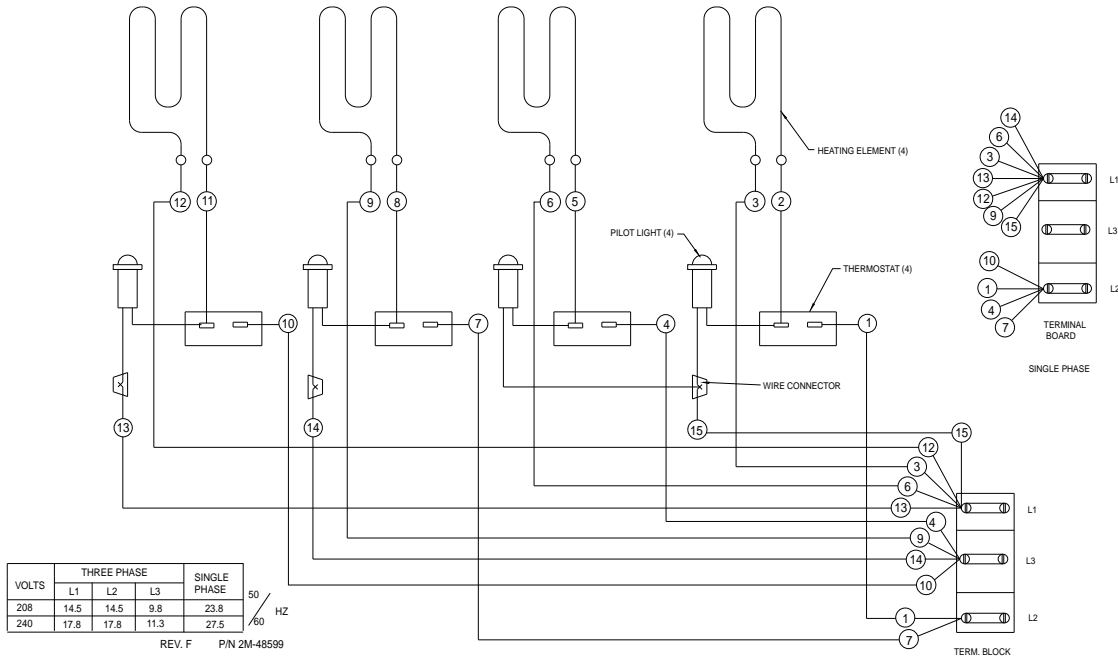 14
6
3
13
12
9
15
L1
L3
10
1
4
7
L2
TERMINAL
BOARD
SINGLE PHASE
HEATING ELEMENT (4)
12
11
9
8
6
5
3
2
PILOT LIGHT (4)
THERMOSTAT (4)
10
7
4
1
WIRE CONNECTOR
13
14
15
15
12
3
6
13
L1
4
9
14
10
L3
1
7
L2
TERM. BLOCK
VOLTS THREE PHASE SINGLE PHASE
L1 L2 L3
208 14.5 14.5 9.8 23.8
240 17.8 17.8 11.3 27.5
50/60 HZ
REV. F P/N 2M-48599